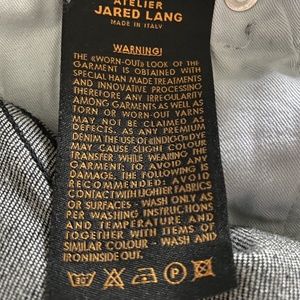 ATELIER
JARED LANG
MADE IN ITALY
WARNING!
THE «WORN-OUT» LOOK OF THE
GARMENT IS OBTAINED WITH
SPECIAL HAN MADE TREATMENTS
AND INNOVATIVE PROCESSING
THEREFORE ANY IRREGULARITY
AMONG GARMENTS AS WELL AS
TORN OR WORN-OUT YARNS
MAY NOT BE CLAIMED AS
DEFECTS. AS ANY PREMIUM
DENIM THE USE OF «INDIGO» DYE
MAY CAUSE SLIGH COLOUR
TRANSFER WHILE WEARING THE
GARMENT; TO AVOID ANY
DAMAGE, THE FOLLOWING IS
RECOMMENDED: AVOID
CONTACT WITH LIGHTER FABRICS
OR SURFACES - WASH ONLY AS
PER WASHING INSTRUCTIONS
AND TEMPERATURE AND
TOGETHER WITH ITEMS OF
SIMILAR COLOUR - WASH AND
IRON INSIDE OUT.